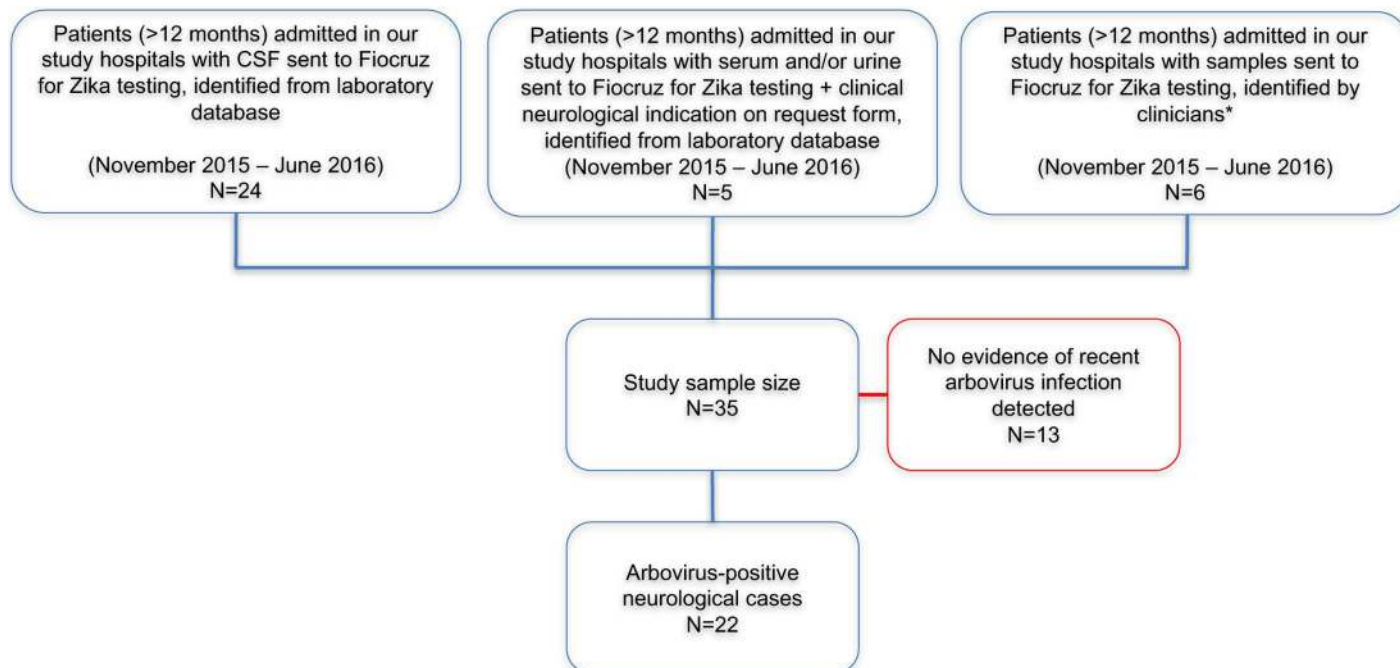 Patients (>12 months) admitted in our
study hospitals with CSF sent to Fiocruz
for Zika testing, identified from laboratory
database
(November 2015 – June 2016)
N=24
Patients (>12 months) admitted in our
study hospitals with serum and/or urine
sent to Fiocruz for Zika testing + clinical
neurological indication on request form,
identified from laboratory database
(November 2015 – June 2016)
N=5
Patients (>12 months) admitted in our
study hospitals with samples sent to
Fiocruz for Zika testing, identified by
clinicians*
(November 2015 – June 2016)
N=6
Study sample size
N=35
No evidence of recent
arbovirus infection
detected
N=13
Arbovirus-positive
neurological cases
N=22